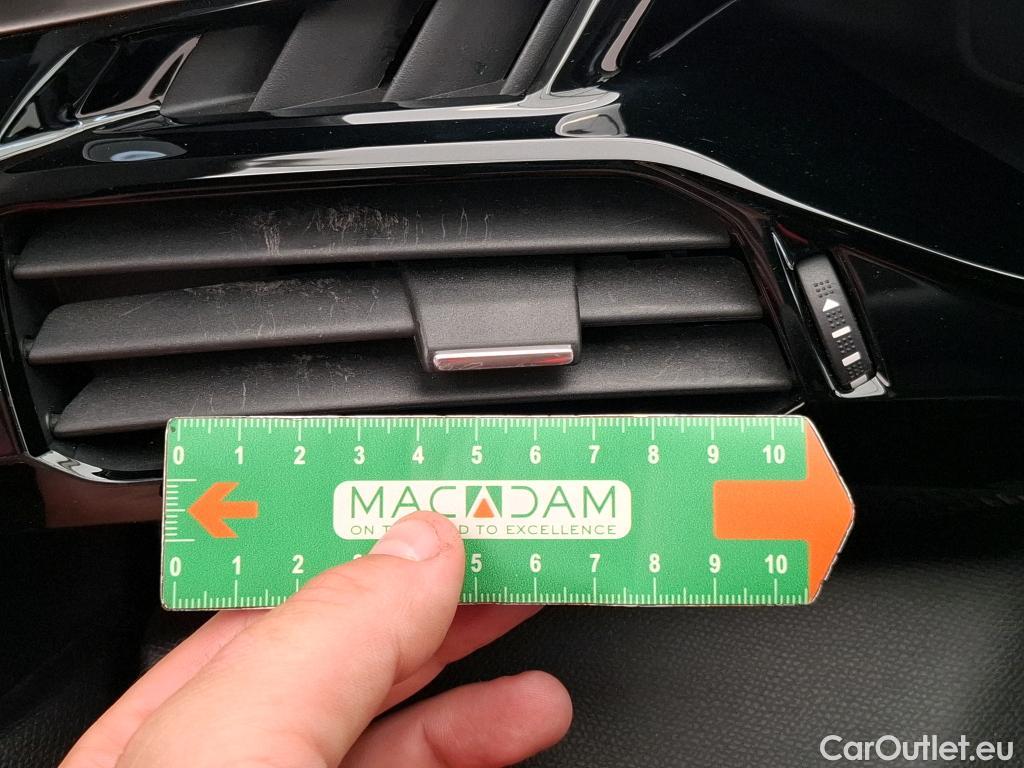 0 1 2 3 4 5 6 7 8 9 10
MACADAM
ON T D TO EXCELLENCE
0 1 2 3 5 6 7 8 9 10
CarOutlet.eu